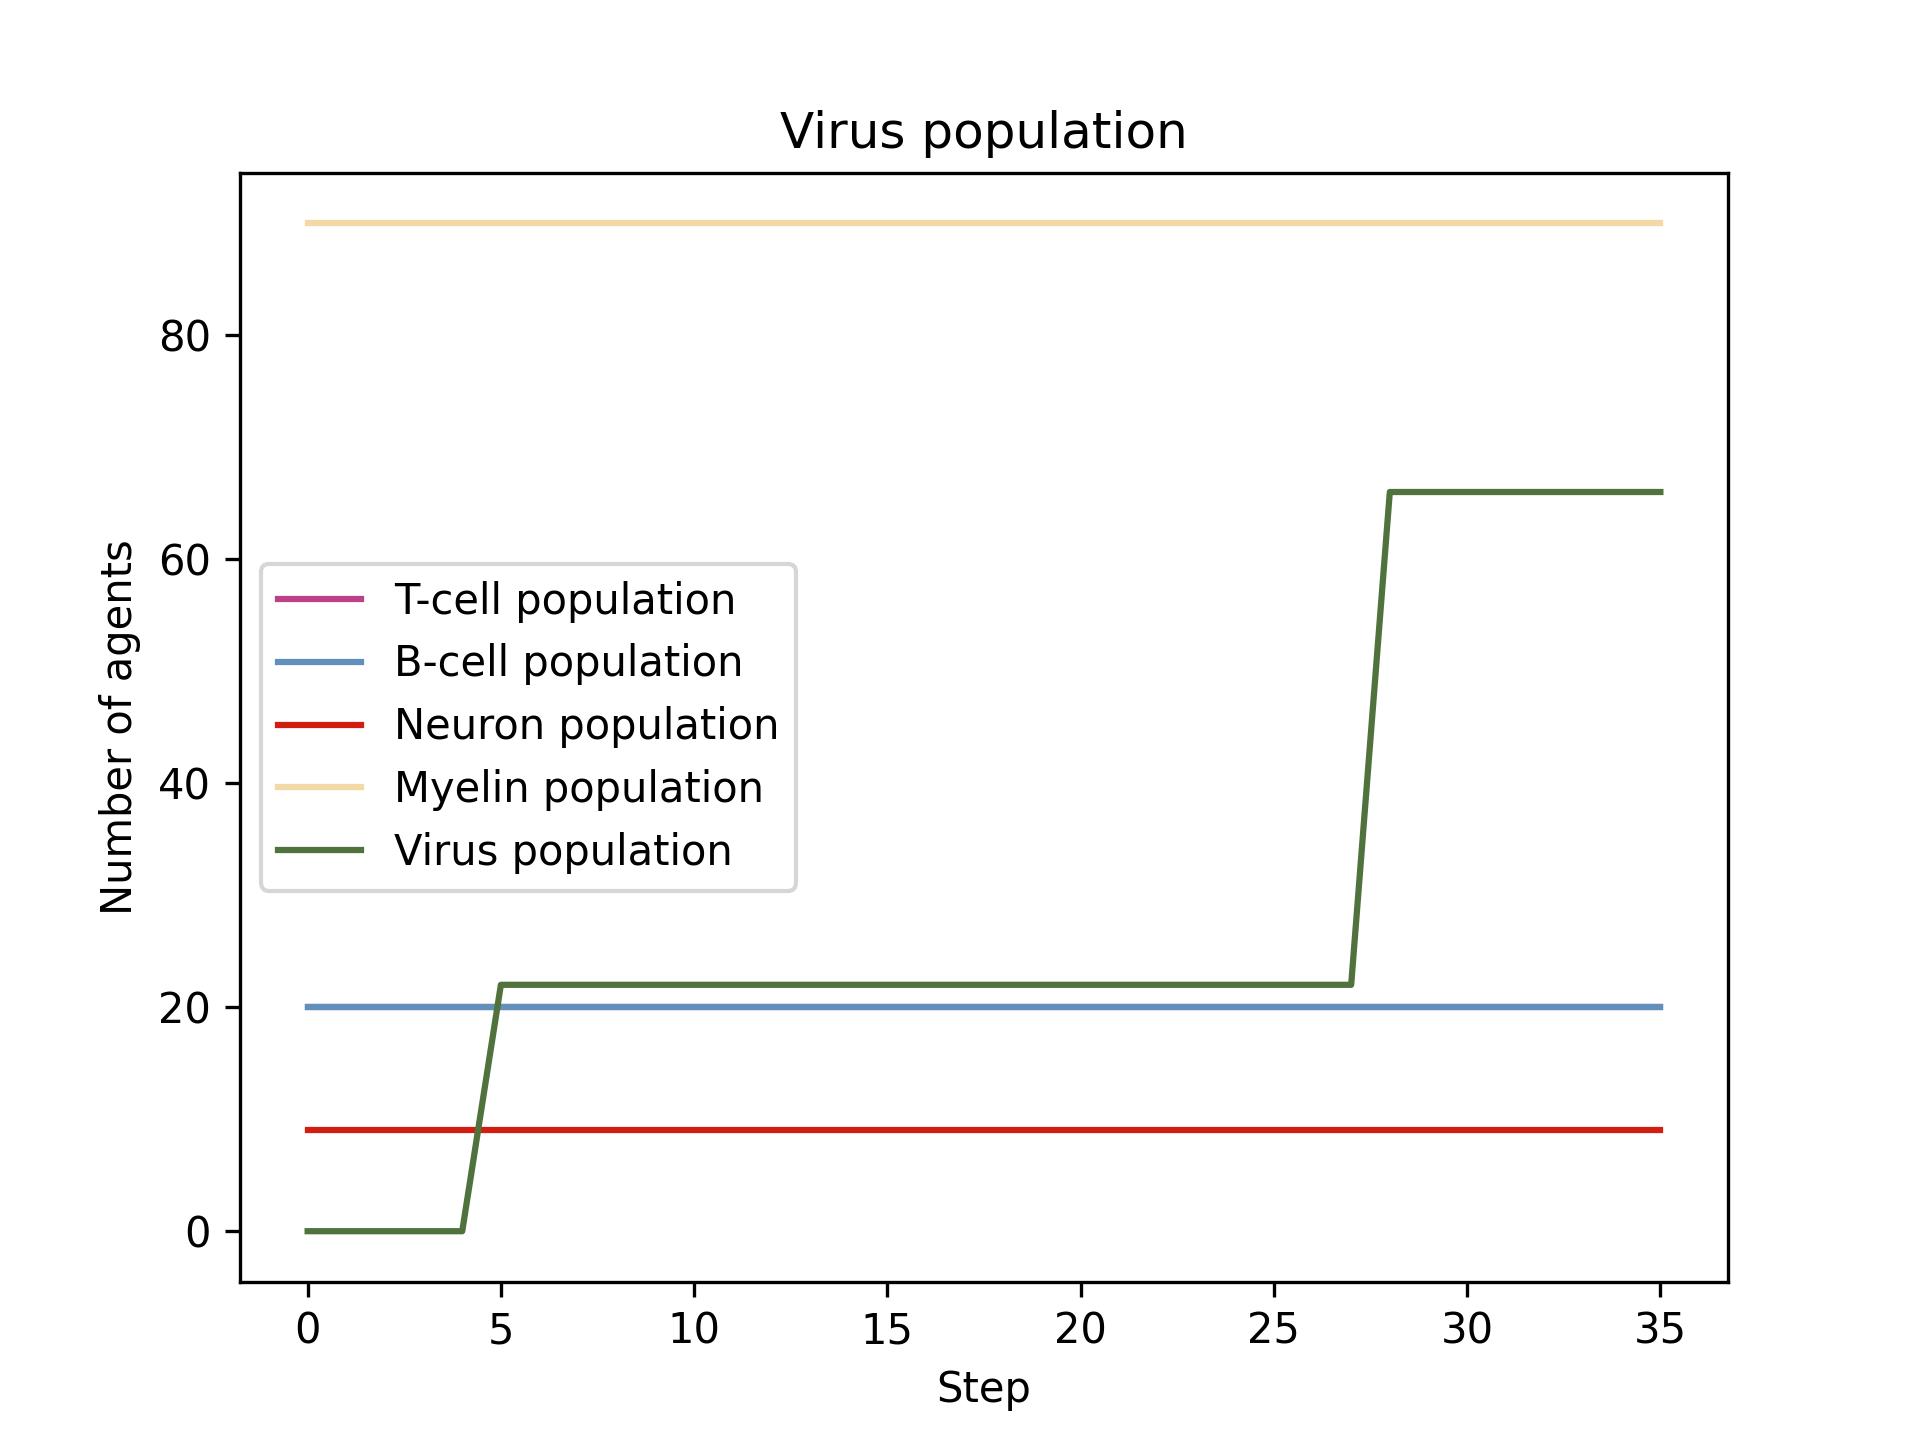 Virus population
80
60
40
20
0
Number of agents
T-cell population
B-cell population
Neuron population
Myelin population
Virus population
0 5 10 15 20 25 30 35
Step